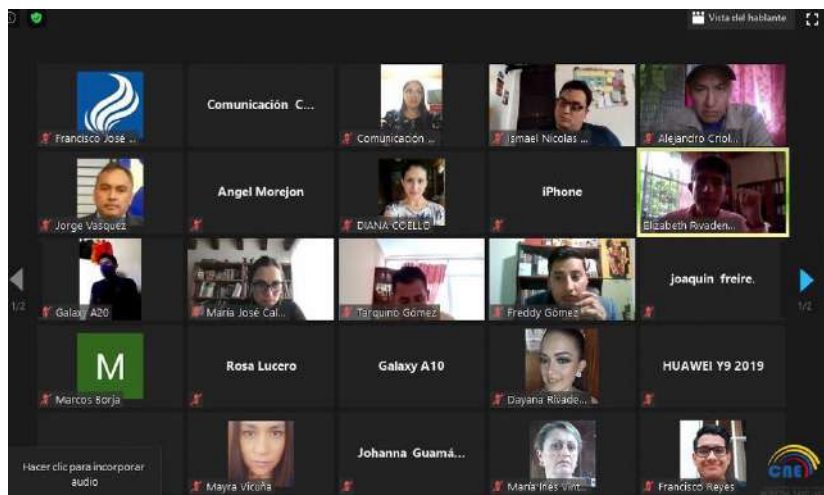 Vista del hablante
Francisco José ...
Comunicación C...
Comunicación ...
Ismael Nicolas ...
Alejandro Criol...
Jorge Vasquez
Angel Morejon
DIANA COELLO
iPhone
Elizabeth Rivaden...
Galaxy A20
María José Cal...
Tarquino Gómez
Freddy Gómez
joaquin freire.
1/2
1/2
M
Marcos Borja
Rosa Lucero
Galaxy A10
Dayana Rivade...
HUAWEI Y9 2019
Hacer clic para incorporar
audio
Mayra Vicuña
Johanna Guamá...
María Inés Vint...
Francisco Reyes
CNE